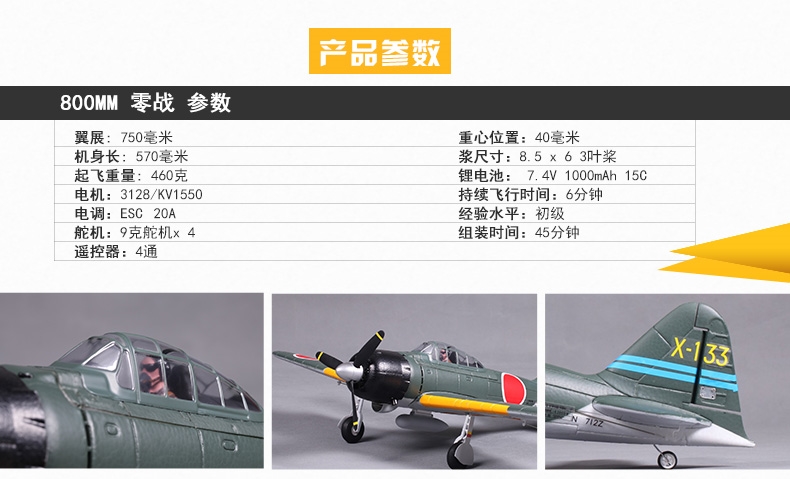 产品参数
800MM 零战 参数
翼展: 750毫米
重心位置: 40毫米
机身长: 570毫米
浆尺寸: 8.5 x 6 3叶桨
起飞重量: 460克
锂电池: 7.4V 1000mAh 15C
电机: 3128/KV1550
持续飞行时间: 6分钟
电调: ESC 20A
经验水平: 初级
舵机: 9克舵机x 4
组装时间: 45分钟
遥控器: 4通
X-133
N 712Z